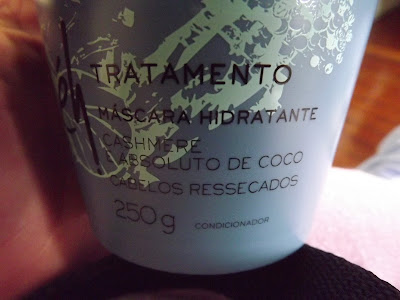 TRATAMENTO
MÁSCARA HIDRATANTE
CASHMERE
E ABSOLUTO DE COCO
CABELOS RESSECADOS
250g CONDICIONADOR